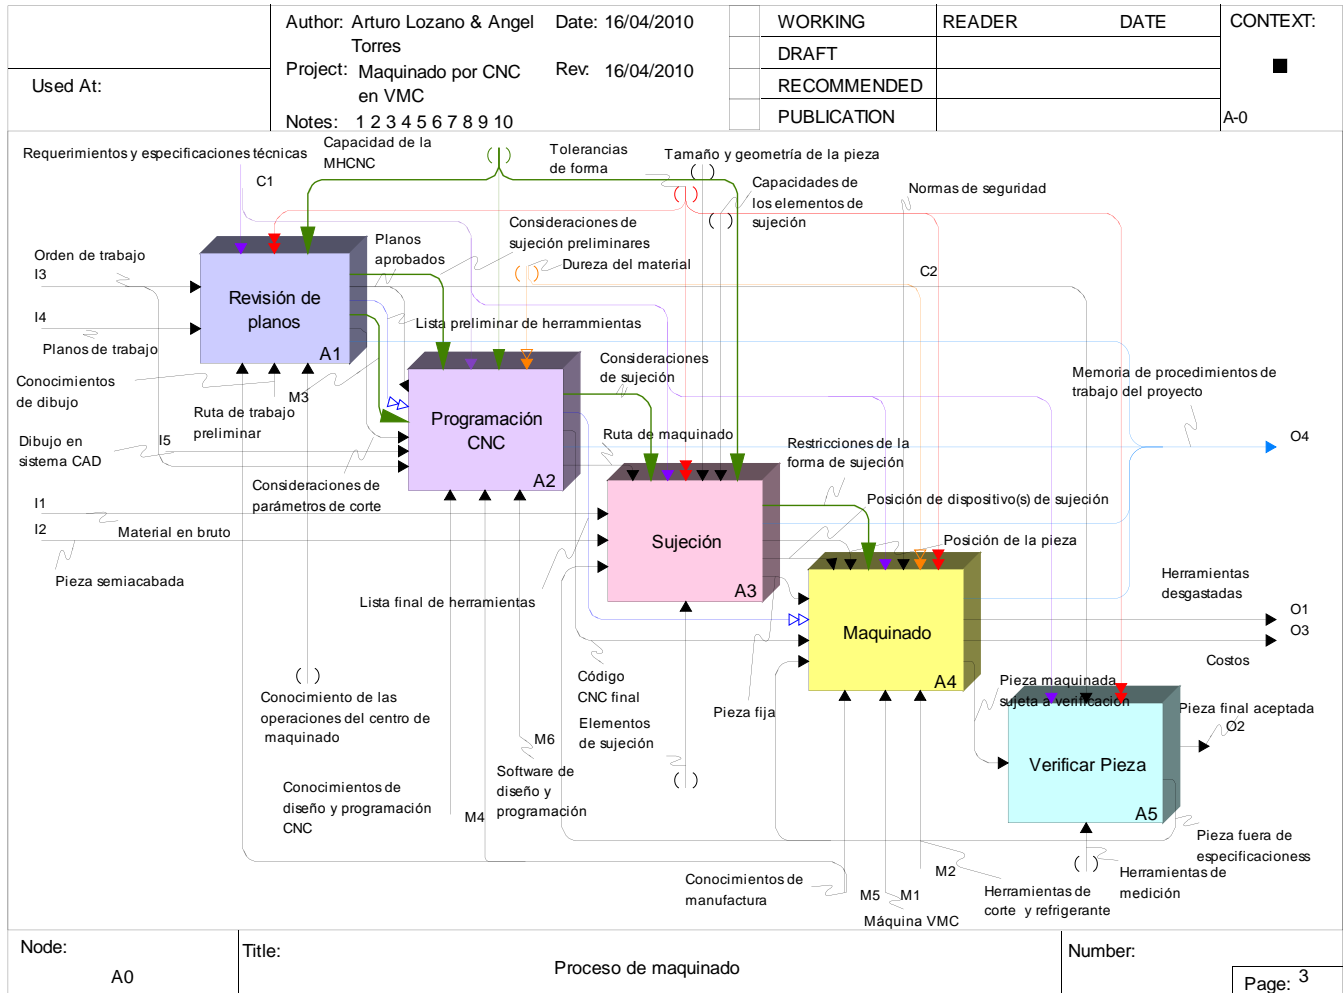 Used At:
Author: Arturo Lozano & Angel
Torres
Date: 16/04/2010
Project: Maquinado por CNC
en VMC
Rev: 16/04/2010
Notes: 1 2 3 4 5 6 7 8 9 10
WORKING
DRAFT
RECOMMENDED
PUBLICATION
READER
DATE
CONTEXT:
A-0
Requerimientos y especificaciones técnicas
C1
Capacidad de la
MHCNC
Tolerancias
de forma
Tamaño y geometría de la pieza
Capacidades de
los elementos de
sujeción
Normas de seguridad
Consideraciones de
sujeción preliminares
Planos
aprobados
Dureza del material
C2
Orden de trabajo
I3
I4
Planos de trabajo
Revisión de
planos
A1
Lista preliminar de herrammientas
Conocimientos
de dibujo
M3
Ruta de trabajo
preliminar
Consideraciones
de sujeción
Memoria de procedimientos de
trabajo del proyecto
Programación
CNC
A2
Dibujo en
sistema CAD
I5
Ruta de maquinado
Restricciones de la
forma de sujeción
O4
Consideraciones de
parámetros de corte
Posición de dispositivo(s) de sujeción
I1
I2
Material en bruto
Pieza semiacabada
Sujeción
A3
Posición de la pieza
Lista final de herramientas
Herramientas
desgastadas
O1
O3
Maquinado
A4
Costos
Conocimiento de las
operaciones del centro de
maquinado
Código
CNC final
Elementos
de sujeción
Pieza fija
Pieza maquinada
sujeta a verificación
Pieza final aceptada
O2
M6
Software de
diseño y
programación
Conocimientos de
diseño y programación
CNC
M4
Verificar Pieza
A5
Pieza fuera de
especificacioness
Herramientas de
medición
M2
Conocimientos de
manufactura
M5
M1
Máquina VMC
Herramientas de
corte y refrigerante
Node:
A0
Title:
Proceso de maquinado
Number:
Page: 3